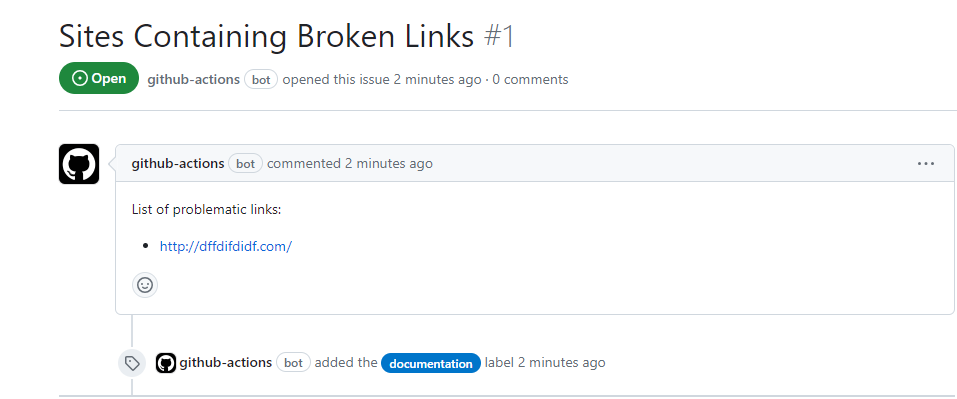 Sites Containing Broken Links #1
Open github-actions bot opened this issue 2 minutes ago · 0 comments
github-actions bot commented 2 minutes ago
List of problematic links:
• http://dffdifdidf.com/
github-actions bot added the documentation label 2 minutes ago